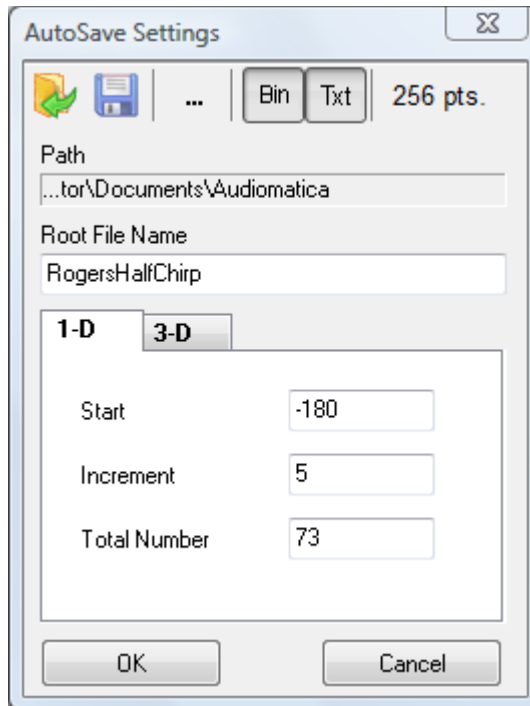 AutoSave Settings
... Bin Txt 256 pts.
Path
...tor\Documents\Audiomatica
Root File Name
RogersHalfChirp
1-D 3-D
Start -180
Increment 5
Total Number 73
OK Cancel